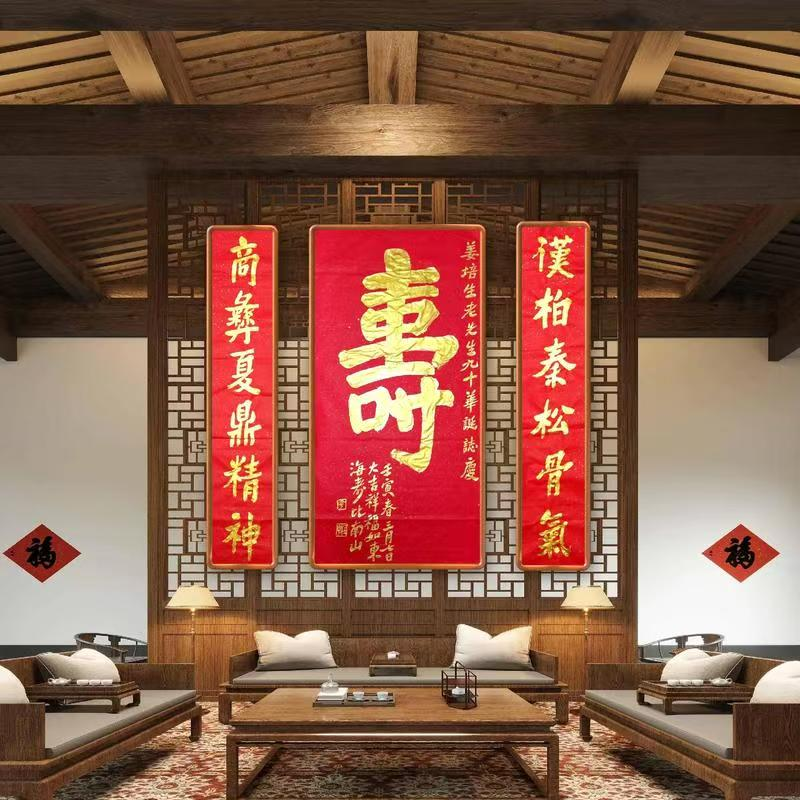 漢柏秦松骨氣
姜培生老先生九十華誕誌慶
壽
壬寅春三月吉日
大吉祥福如東
海壽比南山
商彝夏鼎精神
福
福